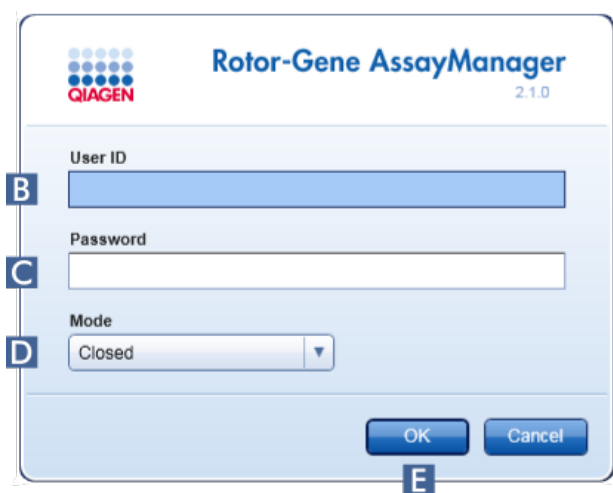 Rotor-Gene AssayManager
2.1.0
QIAGEN
User ID
B
Password
C
Mode
D Closed
OK Cancel
E